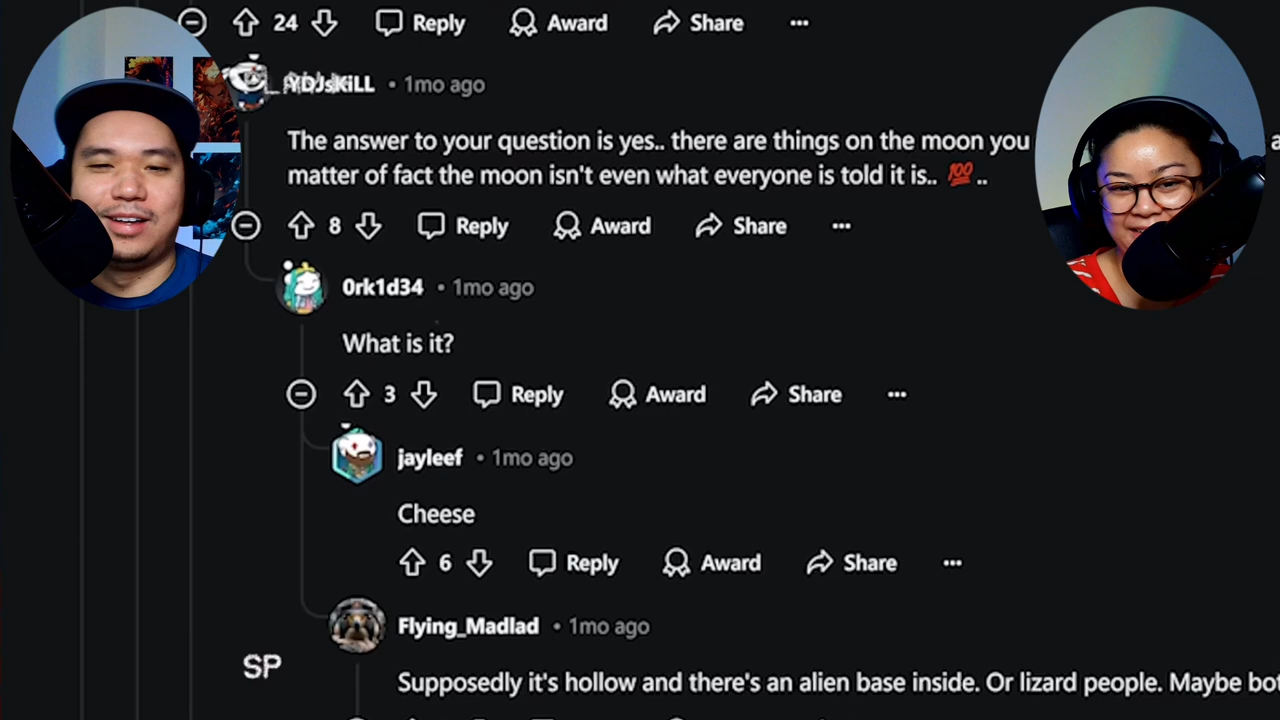 24 Reply Award Share
YDJsKiLL • 1mo ago
The answer to your question is yes.. there are things on the moon you
matter of fact the moon isn't even what everyone is told it is.. 💯..
8 Reply Award Share
0rk1d34 • 1mo ago
What is it?
3 Reply Award Share
jayleef • 1mo ago
Cheese
6 Reply Award Share
Flying_Madlad • 1mo ago
SP
Supposedly it's hollow and there's an alien base inside. Or lizard people. Maybe